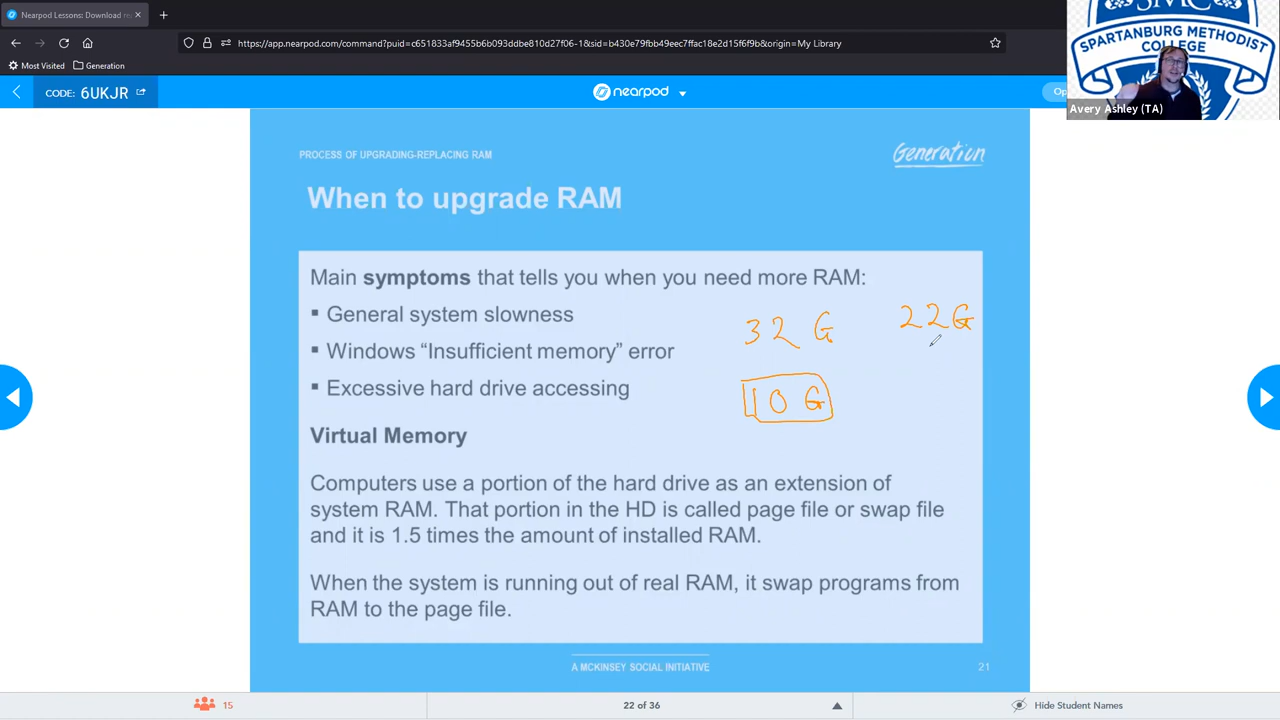 Nearpod Lessons: Download re
https://app.nearpod.com/command?puid=c651833af9455b6b093ddbe810d27f06-1&sid=b430e79fbb49eec7ffac18e2d15f6f9b&origin=My Library
Most Visited
Generation
SMC
SPARTANBURG METHODIST
COLLEGE
Avery Ashley (TA)
CODE: 6UKJR
nearpod
Op
PROCESS OF UPGRADING-REPLACING RAM
Generation
When to upgrade RAM
Main symptoms that tells you when you need more RAM:
▪ General system slowness
▪ Windows “Insufficient memory” error
▪ Excessive hard drive accessing
32 G
22G
10 G
Virtual Memory
Computers use a portion of the hard drive as an extension of
system RAM. That portion in the HD is called page file or swap file
and it is 1.5 times the amount of installed RAM.
When the system is running out of real RAM, it swap programs from
RAM to the page file.
A MCKINSEY SOCIAL INITIATIVE
21
15
22 of 36
Hide Student Names